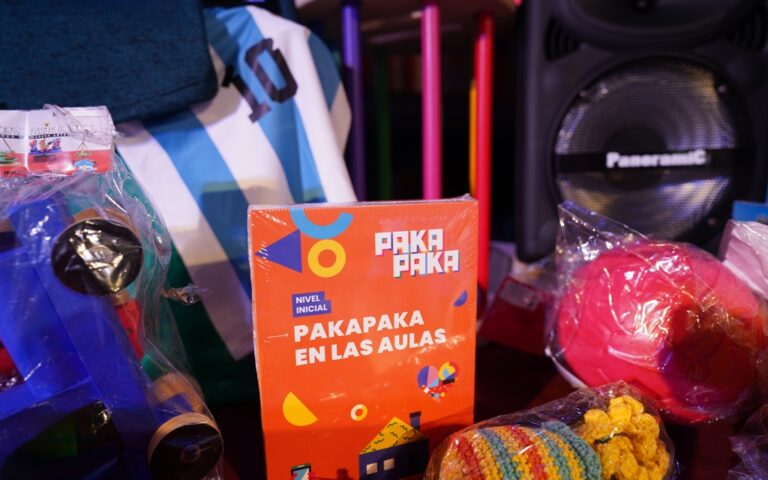 10
PAKA
PAKA
NIVEL
INICIAL
PAKAPAKA
EN LAS AULAS
PanoramiC